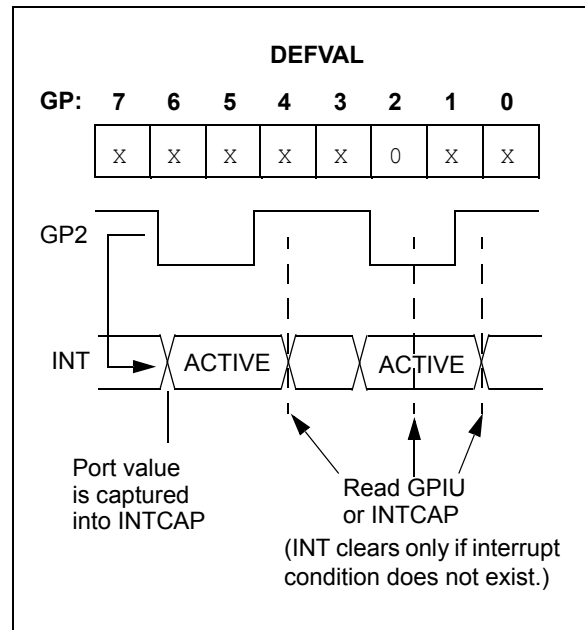 DEFVAL
GP: 7 6 5 4 3 2 1 0
X X X X X 0 X X
GP2
INT ACTIVE ACTIVE
Port value
is captured
into INTCAP
Read GPIU
or INTCAP
(INT clears only if interrupt
condition does not exist.)